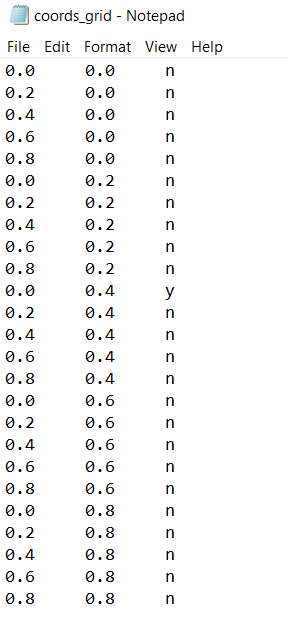 coords_grid - Notepad
File Edit Format View Help
0.0 0.0 n
0.2 0.0 n
0.4 0.0 n
0.6 0.0 n
0.8 0.0 n
0.0 0.2 n
0.2 0.2 n
0.4 0.2 n
0.6 0.2 n
0.8 0.2 n
0.0 0.4 y
0.2 0.4 n
0.4 0.4 n
0.6 0.4 n
0.8 0.4 n
0.0 0.6 n
0.2 0.6 n
0.4 0.6 n
0.6 0.6 n
0.8 0.6 n
0.0 0.8 n
0.2 0.8 n
0.4 0.8 n
0.6 0.8 n
0.8 0.8 n